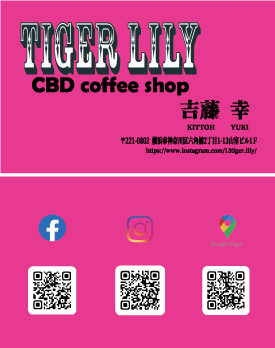 TIGER LILY
CBD coffee shop
吉藤 幸
KITTOH YUKI
〒221-0802 横浜市神奈川区六角橋2丁目1-13山室ビル1F
https://www.instagram.com/13tiger.lily/
Google Maps